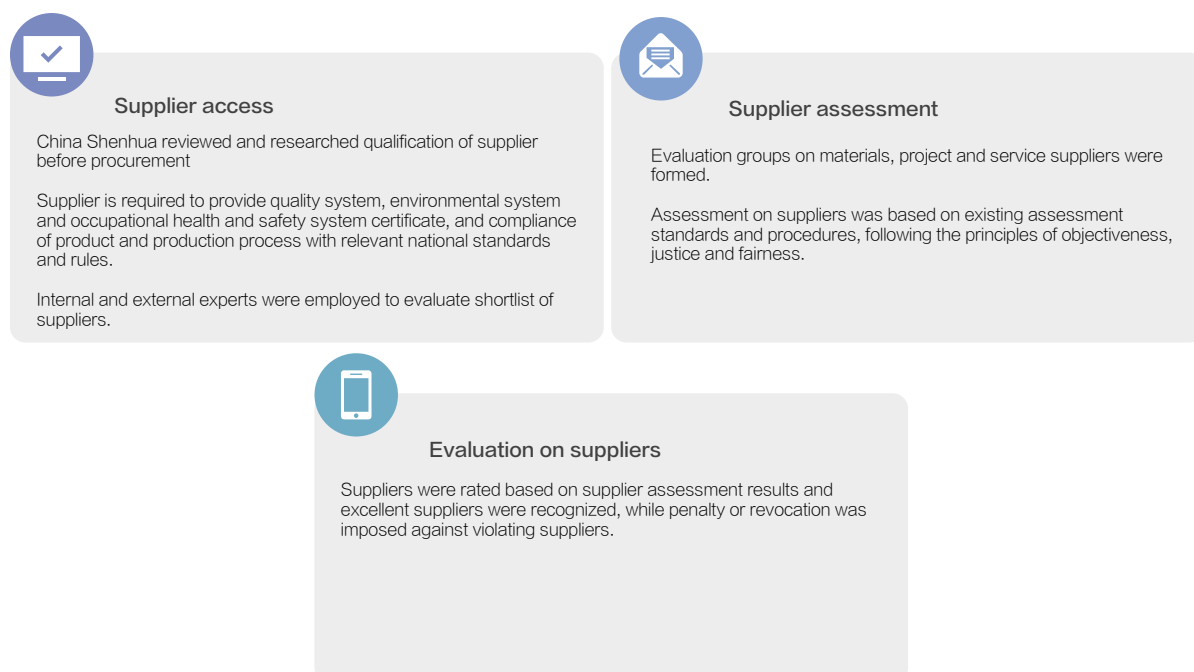 Supplier access
China Shenhua reviewed and researched qualification of supplier
before procurement
Supplier is required to provide quality system, environmental system
and occupational health and safety system certificate, and compliance
of product and production process with relevant national standards
and rules.
Internal and external experts were employed to evaluate shortlist of
suppliers.
Supplier assessment
Evaluation groups on materials, project and service suppliers were
formed.
Assessment on suppliers was based on existing assessment
standards and procedures, following the principles of objectiveness,
justice and fairness.
Evaluation on suppliers
Suppliers were rated based on supplier assessment results and
excellent suppliers were recognized, while penalty or revocation was
imposed against violating suppliers.